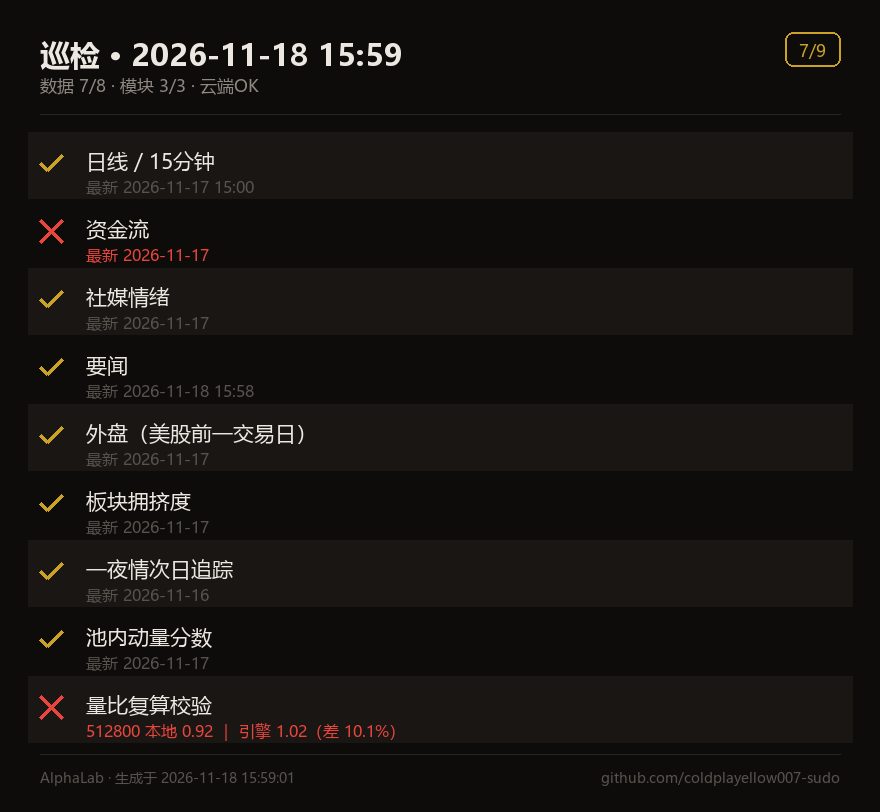 巡检 • 2026-11-18 15:59
7/9
数据 7/8 · 模块 3/3 · 云端OK
日线 / 15分钟
最新 2026-11-17 15:00
资金流
最新 2026-11-17
社媒情绪
最新 2026-11-17
要闻
最新 2026-11-18 15:58
外盘（美股前一交易日）
最新 2026-11-17
板块拥挤度
最新 2026-11-17
一夜情次日追踪
最新 2026-11-16
池内动量分数
最新 2026-11-17
量比复算校验
512800 本地 0.92 ｜ 引擎 1.02（差 10.1%）
AlphaLab · 生成于 2026-11-18 15:59:01
github.com/coldplayellow007-sudo